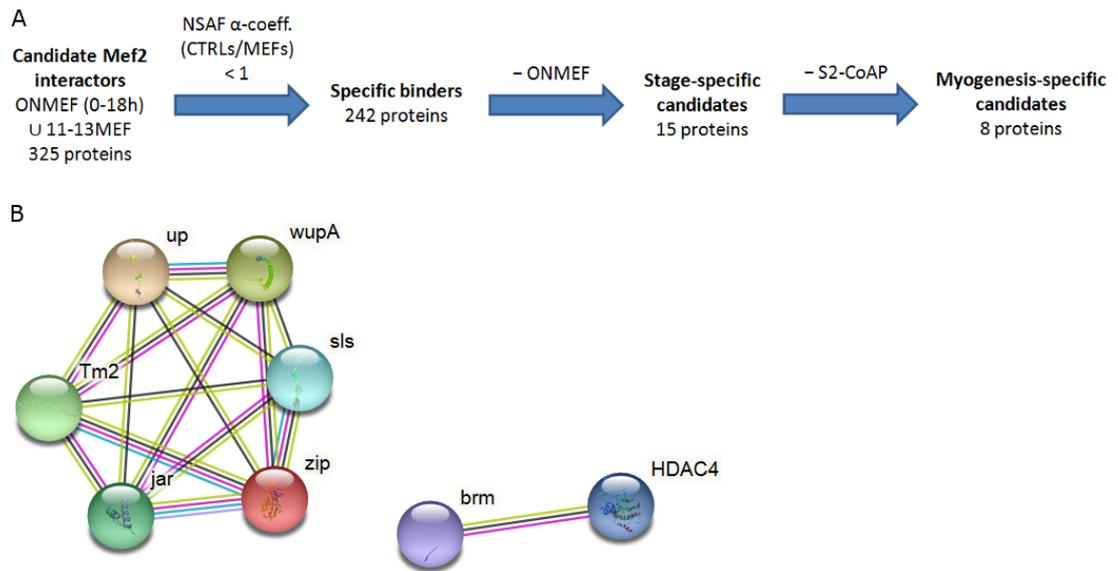 A
Candidate Mef2
interactors
ONMEF (0-18h)
∪ 11-13MEF
325 proteins
NSAF α-coeff.
(CTRLs/MEFs)
< 1
Specific binders
242 proteins
– ONMEF
Stage-specific
candidates
15 proteins
– S2-CoAP
Myogenesis-specific
candidates
8 proteins
B
up
wupA
sls
Tm2
jar
zip
brm
HDAC4